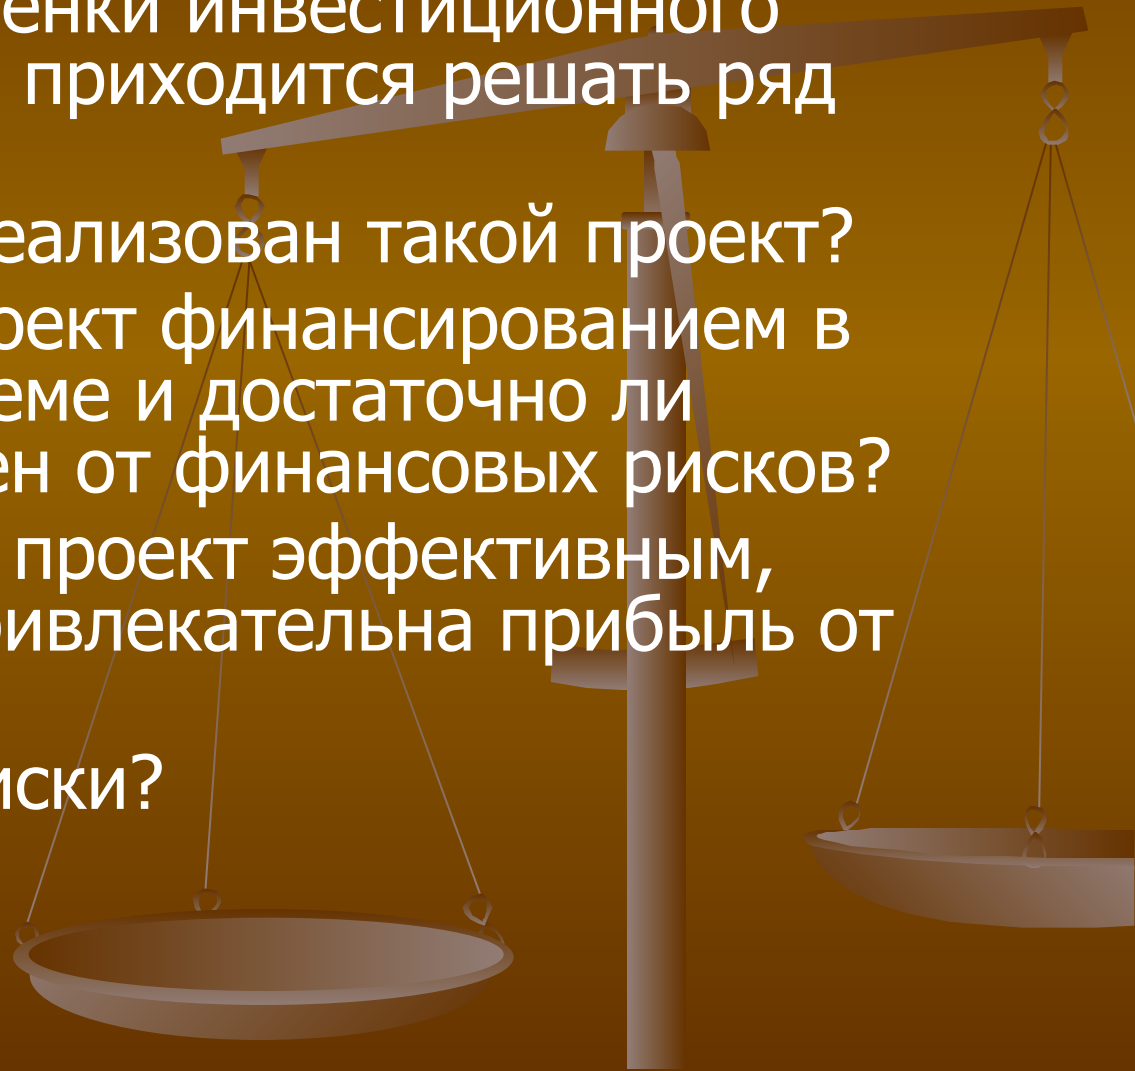 енки инвестиционного
приходится решать ряд
еализован такой проект?
оект финансированием в
еме и достаточно ли
ен от финансовых рисков?
проект эффективным,
ривлекательна прибыль от
иски?